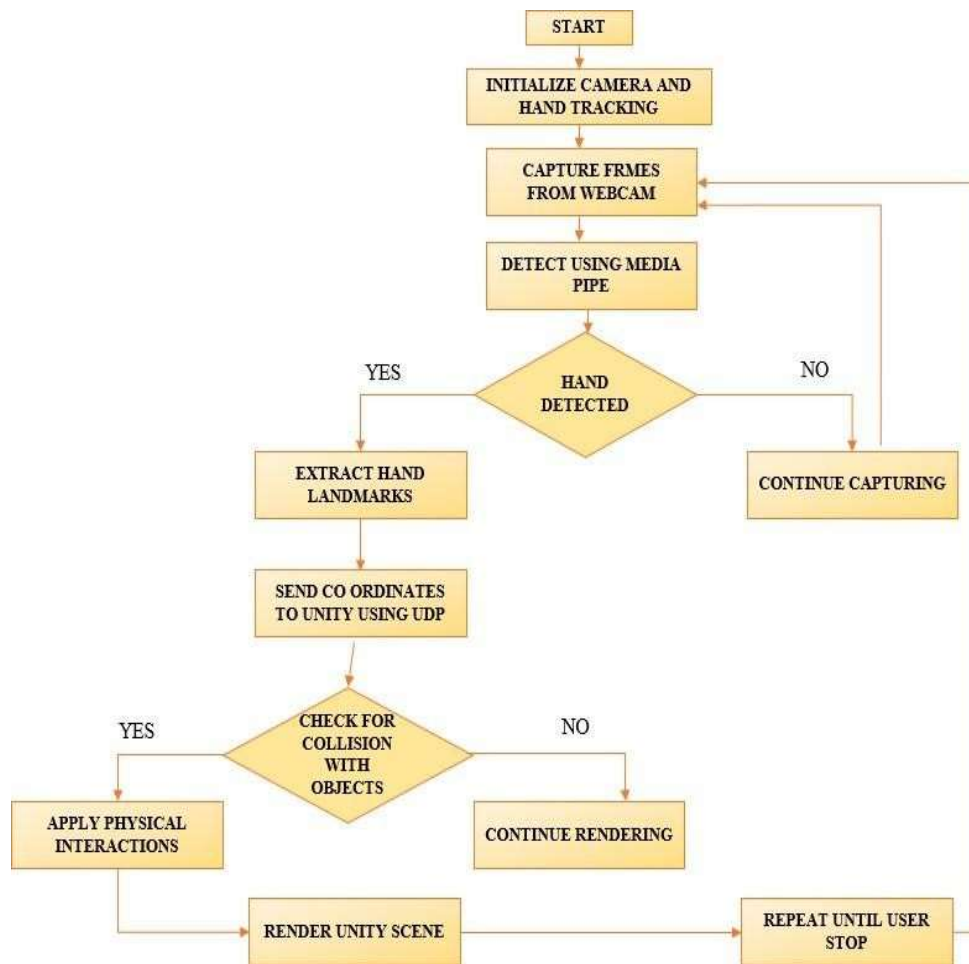 START
INITIALIZE CAMERA AND
HAND TRACKING
CAPTURE FRMES
FROM WEBCAM
DETECT USING MEDIA
PIPE
YES
HAND
DETECTED
NO
EXTRACT HAND
LANDMARKS
CONTINUE CAPTURING
SEND CO ORDINATES
TO UNITY USING UDP
YES
CHECK FOR
COLLISION
WITH
OBJECTS
NO
APPLY PHYSICAL
INTERACTIONS
CONTINUE RENDERING
RENDER UNITY SCENE
REPEAT UNTIL USER
STOP